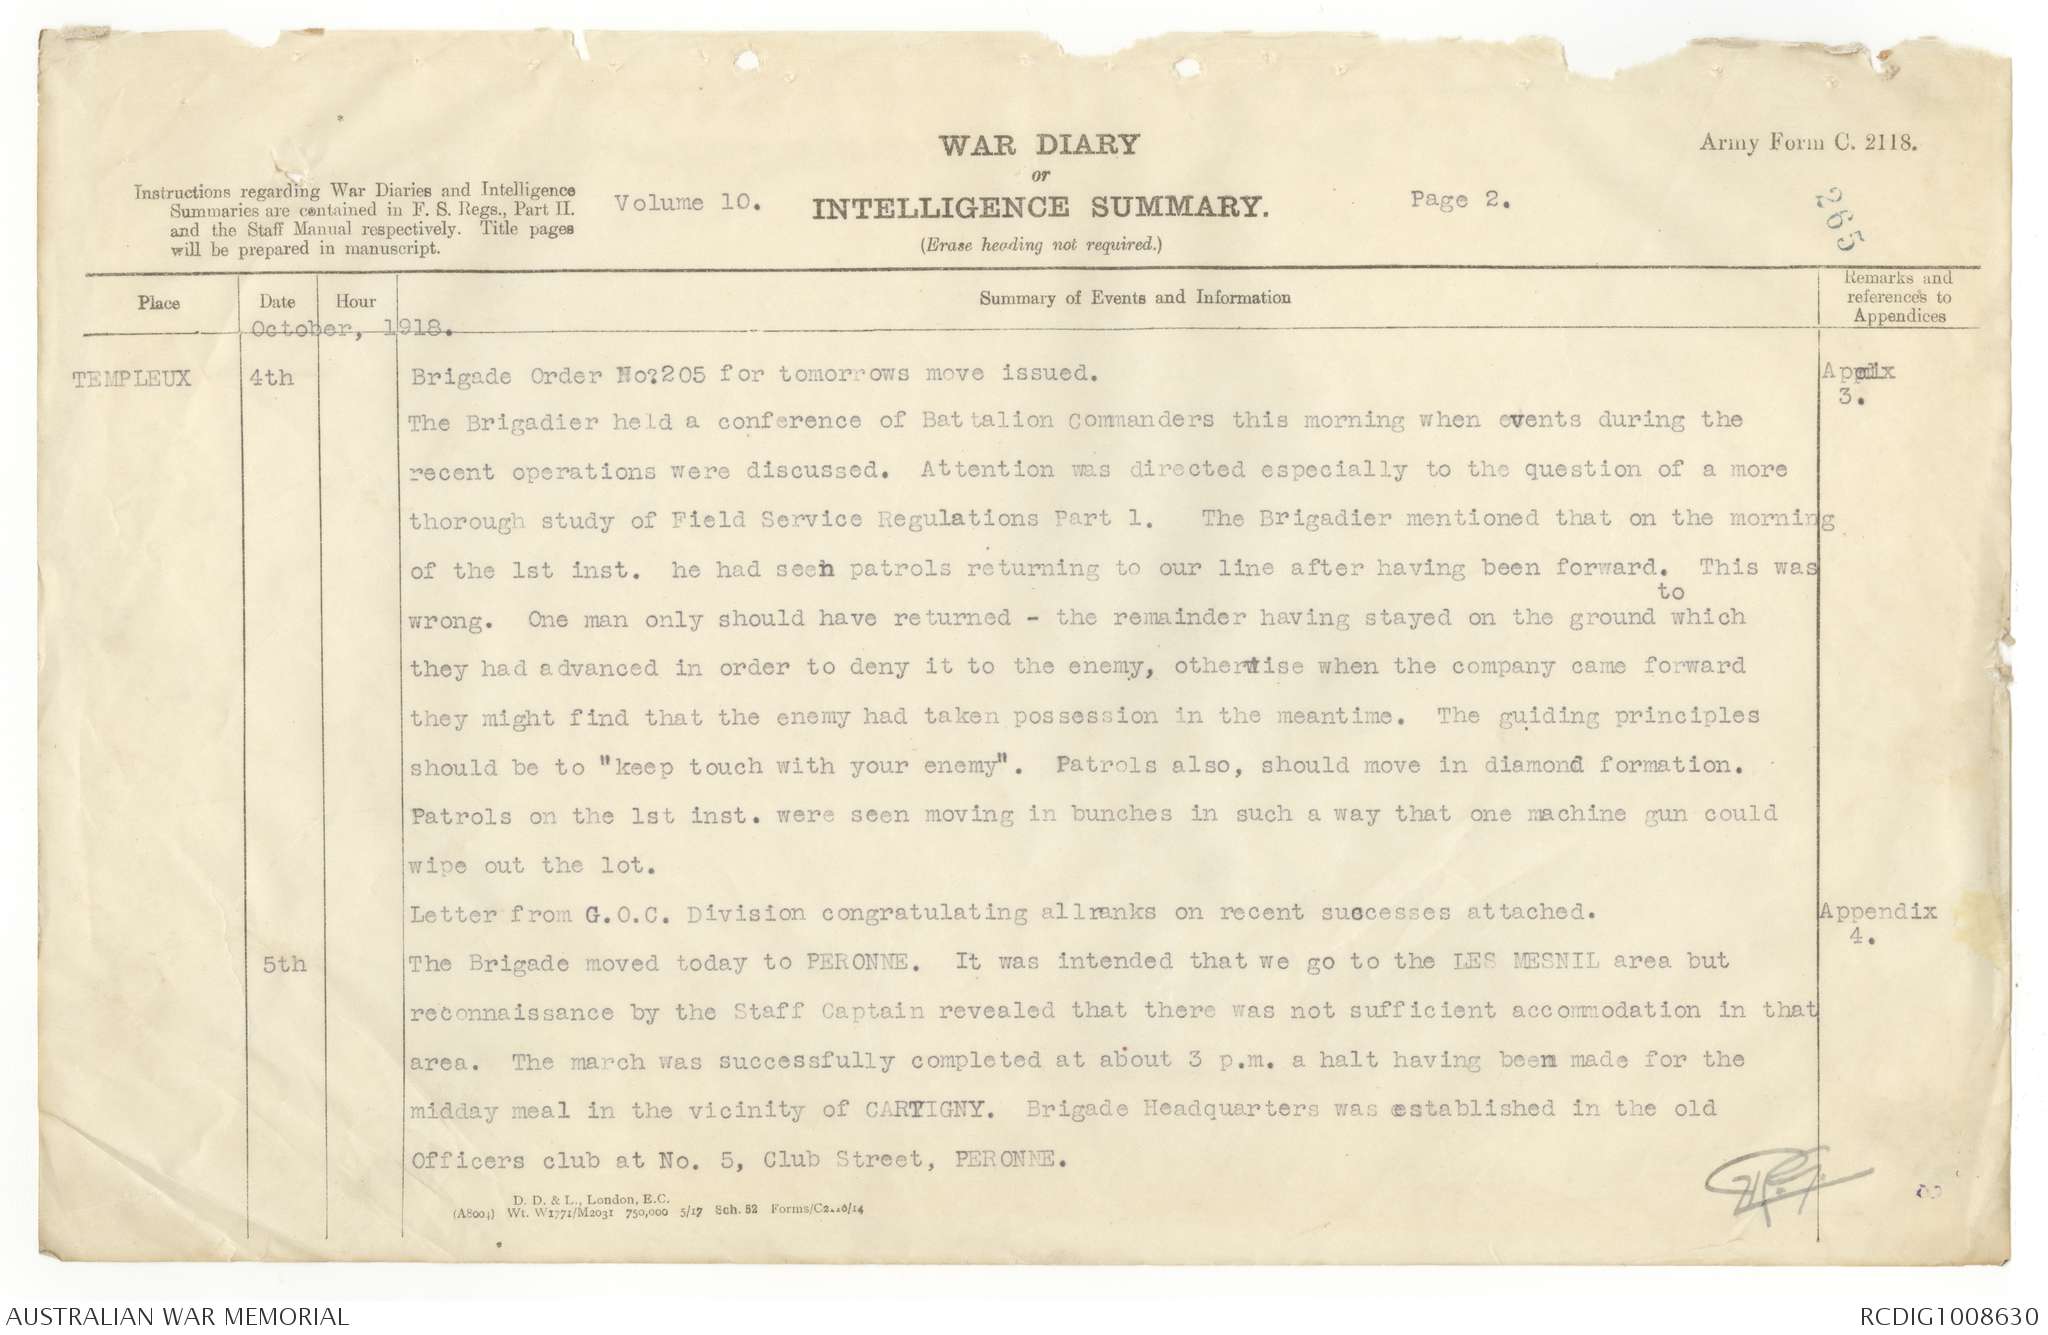 WAR DIARY
or
INTELLIGENCE SUMMARY.
(Erase heading not required.)
Army Form C. 2118.
Instructions regarding War Diaries and Intelligence
Summaries are contained in F. S. Regs., Part II.
and the Staff Manual respectively. Title pages
will be prepared in manuscript.
Volume 10.
Page 2.
265
Place
Date
Hour
Summary of Events and Information
Remarks and
references to
Appendices
October, 1918.
TEMPLEUX
4th
Brigade Order No:205 for tomorrows move issued.
Appdix
3.
The Brigadier held a conference of Battalion Commanders this morning when events during the
recent operations were discussed. Attention was directed especially to the question of a more
thorough study of Field Service Regulations Part 1. The Brigadier mentioned that on the morning
of the 1st inst. he had seen patrols returning to our line after having been forward. This was
to
wrong. One man only should have returned - the remainder having stayed on the ground which
they had advanced in order to deny it to the enemy, otherwise when the company came forward
they might find that the enemy had taken possession in the meantime. The guiding principles
should be to "keep touch with your enemy". Patrols also, should move in diamond formation.
Patrols on the 1st inst. were seen moving in bunches in such a way that one machine gun could
wipe out the lot.
Letter from G.O.C. Division congratulating allranks on recent successes attached.
Appendix
4.
5th
The Brigade moved today to PERONNE. It was intended that we go to the LES MESNIL area but
reconnaissance by the Staff Captain revealed that there was not sufficient accommodation in that
area. The march was successfully completed at about 3 p.m. a halt having been made for the
midday meal in the vicinity of CARTIGNY. Brigade Headquarters was established in the old
Officers club at No. 5, Club Street, PERONNE.
D. D. & L., London, E.C.
(A8004) Wt. W1771/M2031 750,000 5/17 Sch. 52 Forms/C2118/14
AUSTRALIAN WAR MEMORIAL
RCDIG1008630